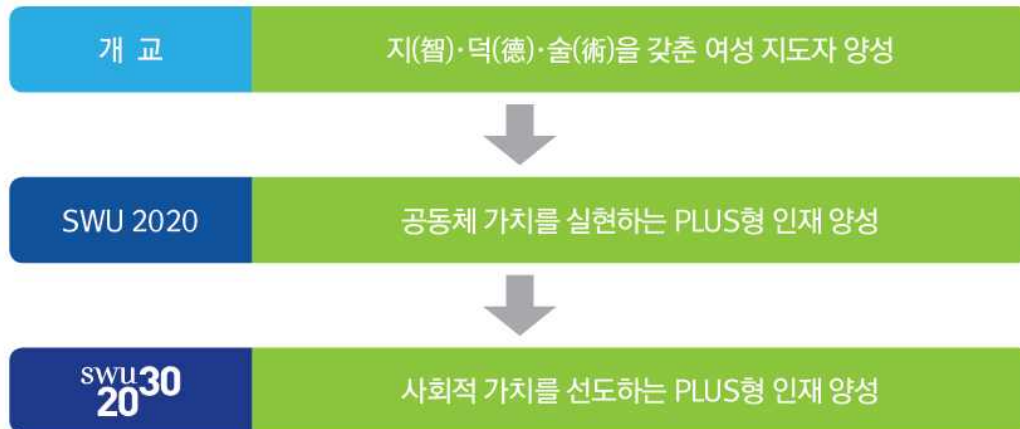 개 교
지(智)·덕(德)·술(術)을 갖춘 여성 지도자 양성
SWU 2020
공동체 가치를 실현하는 PLUS형 인재 양성
swu 2030
사회적 가치를 선도하는 PLUS형 인재 양성